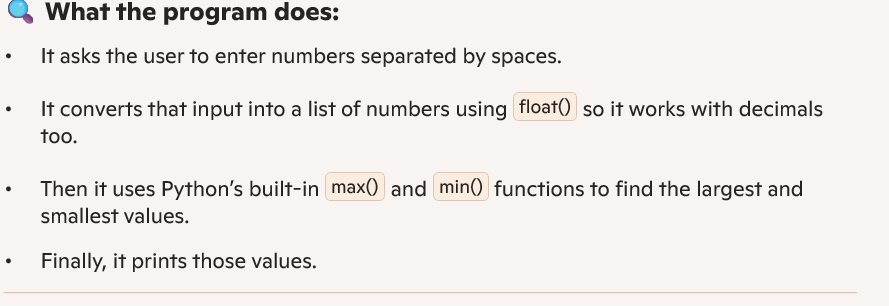 What the program does:
• It asks the user to enter numbers separated by spaces.
• It converts that input into a list of numbers using float() so it works with decimals
too.
• Then it uses Python’s built-in max() and min() functions to find the largest and
smallest values.
• Finally, it prints those values.